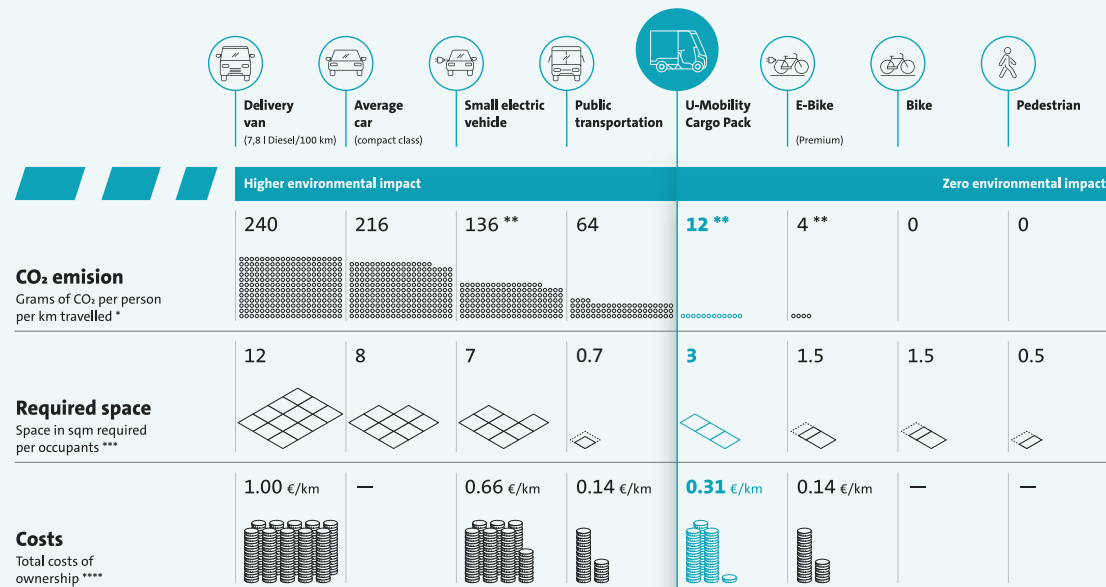 Delivery van
(7,8 l Diesel/100 km)
Average car
(compact class)
Small electric vehicle
Public transportation
U-Mobility Cargo Pack
E-Bike
(Premium)
Bike
Pedestrian
Higher environmental impact
Zero environmental impact
CO₂ emision
Grams of CO₂ per person
per km travelled *
240
216
136 **
64
12 **
4 **
0
0
Required space
Space in sqm required
per occupants ***
12
8
7
0.7
3
1.5
1.5
0.5
Costs
Total costs of
ownership ****
1.00 €/km
—
0.66 €/km
0.14 €/km
0.31 €/km
0.14 €/km
—
—